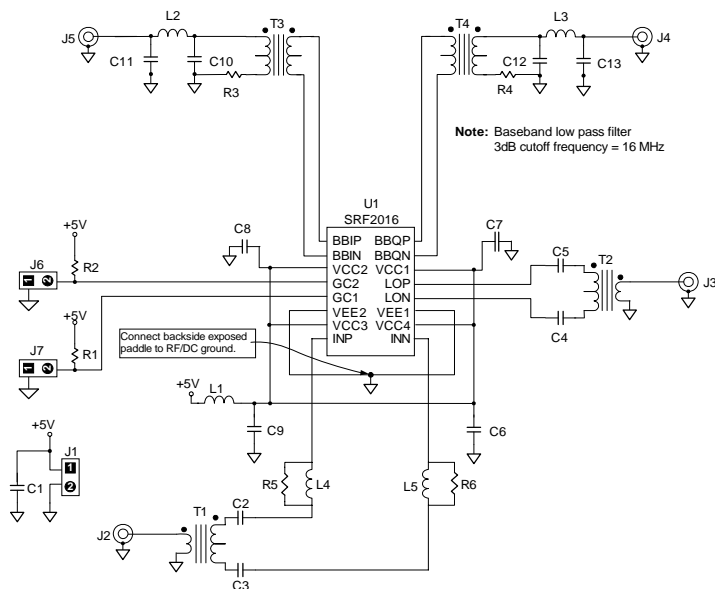 L2
T3
T4
L3
J5
J4
C11
C10
R3
C12
R4
C13
Note: Baseband low pass filter
3dB cutoff frequency = 16 MHz
U1
SRF2016
C8
C7
BBIP BBQP
BBIN BBQN
VCC2 VCC1
GC2 LOP
GC1 LON
VEE2 VEE1
VCC3 VCC4
INP INN
+5V
J6
R2
1 2
C5
T2
J3
C4
+5V
J7
R1
1 2
Connect backside exposed
paddle to RF/DC ground.
+5V
L1
C9
C6
+5V
J1
1
2
C1
R5
L4
L5
R6
J2
T1
C2
C3